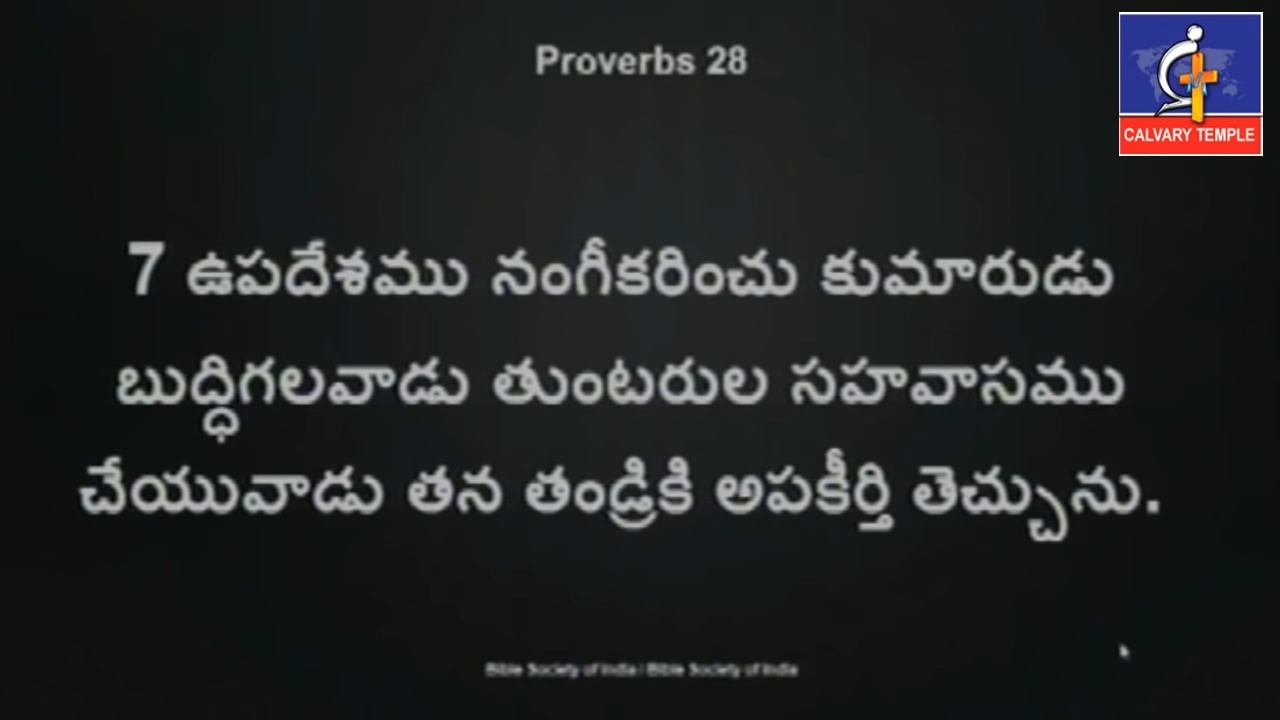 Proverbs 28
CALVARY TEMPLE
7 ఉపదేశము నంగీకరించు కుమారుడు
బుద్ధిగలవాడు తుంటరుల సహవాసము
చేయువాడు తన తండ్రికి అపకీర్తి తెచ్చును.
Bible Society of India / Bible Society of India